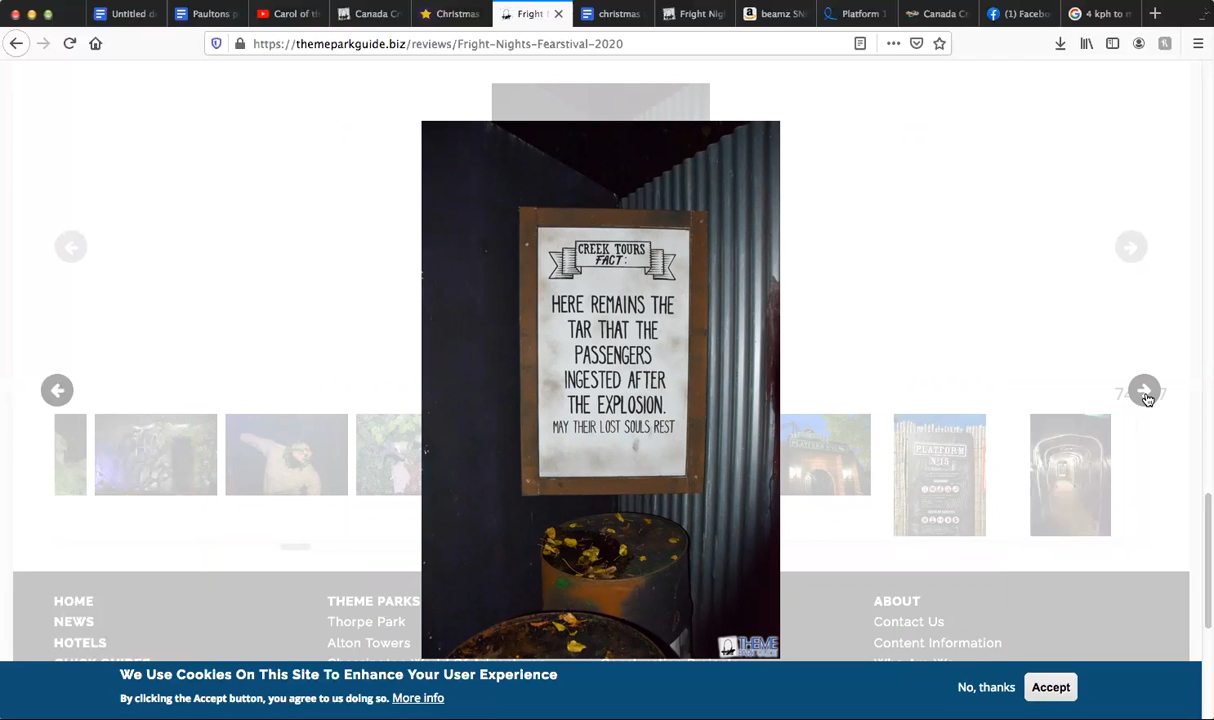 Untitled d
Paultons p
Carol of th
Canada Cr
Christmas
Fright
christmas
Fright Nig
beamz SN
Platform 1
Canada Cr
(1) Facebo
4 kph to m
https://themeparkguide.biz/reviews/Fright-Nights-Fearstival-2020
CREEK TOURS
FACT:
HERE REMAINS THE
TAR THAT THE
PASSENGERS
INGESTED AFTER
THE EXPLOSION.
MAY THEIR LOST SOULS REST
PLATFORM
THEME
HOME
THEME PARKS
ABOUT
NEWS
Thorpe Park
Contact Us
HOTELS
Alton Towers
Content Information
We Use Cookies On This Site To Enhance Your User Experience
By clicking the Accept button, you agree to us doing so. More info
No, thanks
Accept